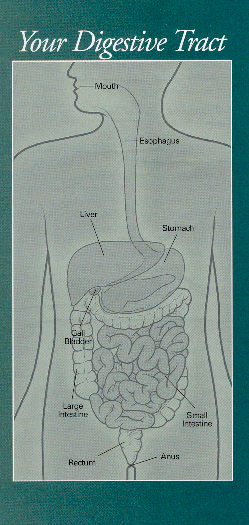 Your Digestive Tract
Mouth
Esophagus
Liver
Stomach
Gall
Bladder
Large
Intestine
Small
Intestine
Rectum
Anus